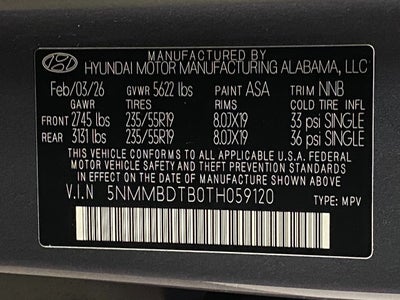 MANUFACTURED BY
HYUNDAI MOTOR MANUFACTURING ALABAMA, LLC
Feb/03/26 GVWR 5622 lbs PAINT ASA TRIM NNB
GAWR TIRES RIMS COLD TIRE INFL
FRONT 2745 lbs 235/55R19 8.0JX19 33 psi SINGLE
REAR 3131 lbs 235/55R19 8.0JX19 36 psi SINGLE
THIS VEHICLE CONFORMS TO ALL APPLICABLE U.S.A. FEDERAL
MOTOR VEHICLE SAFETY AND THEFT PREVENTION STANDARDS
IN EFFECT ON THE DATE OF MANUFACTURE SHOWN ABOVE.
V.I.N 5NMMBDTB0TH059120
TYPE: MPV